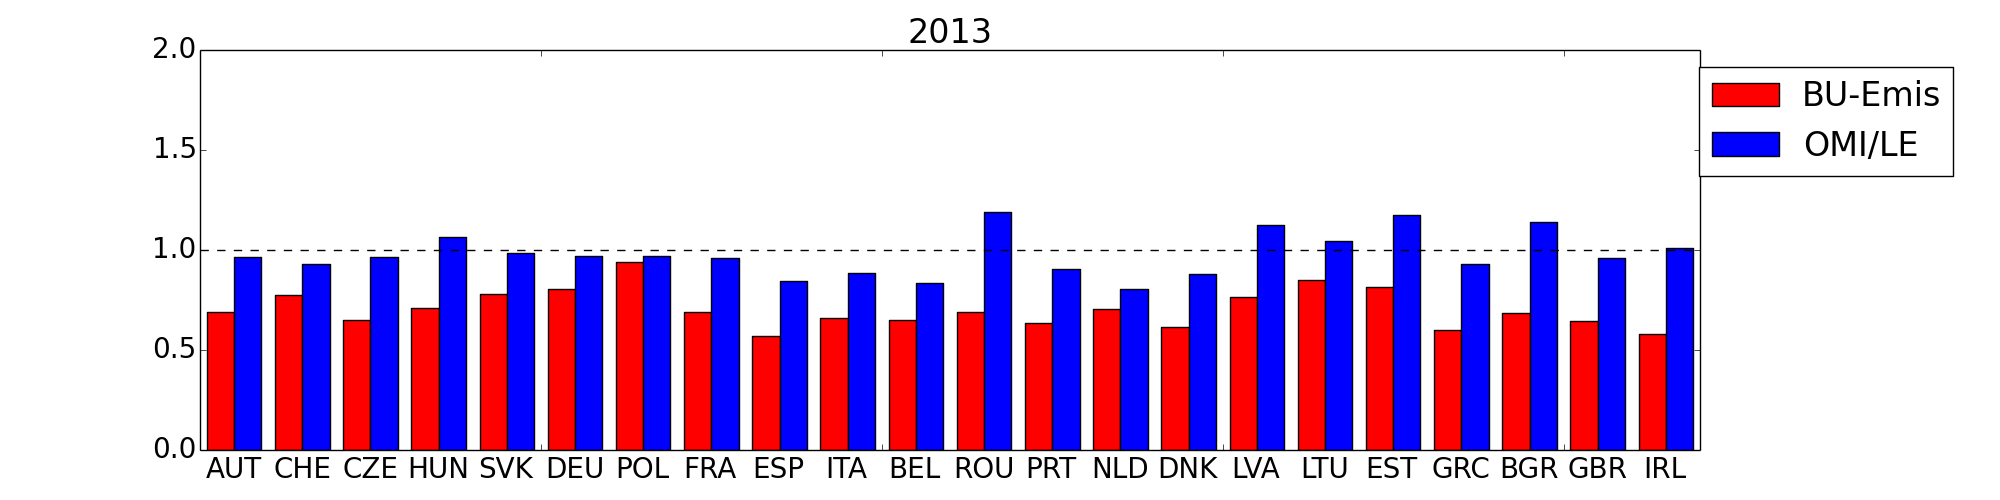 2013
2.0
1.5
1.0
0.5
0.0
AUT CHE CZE HUN SVK DEU POL FRA ESP ITA BEL ROU PRT NLD DNK LVA LTU EST GRC BGR GBR IRL
BU-Emis
OMI/LE